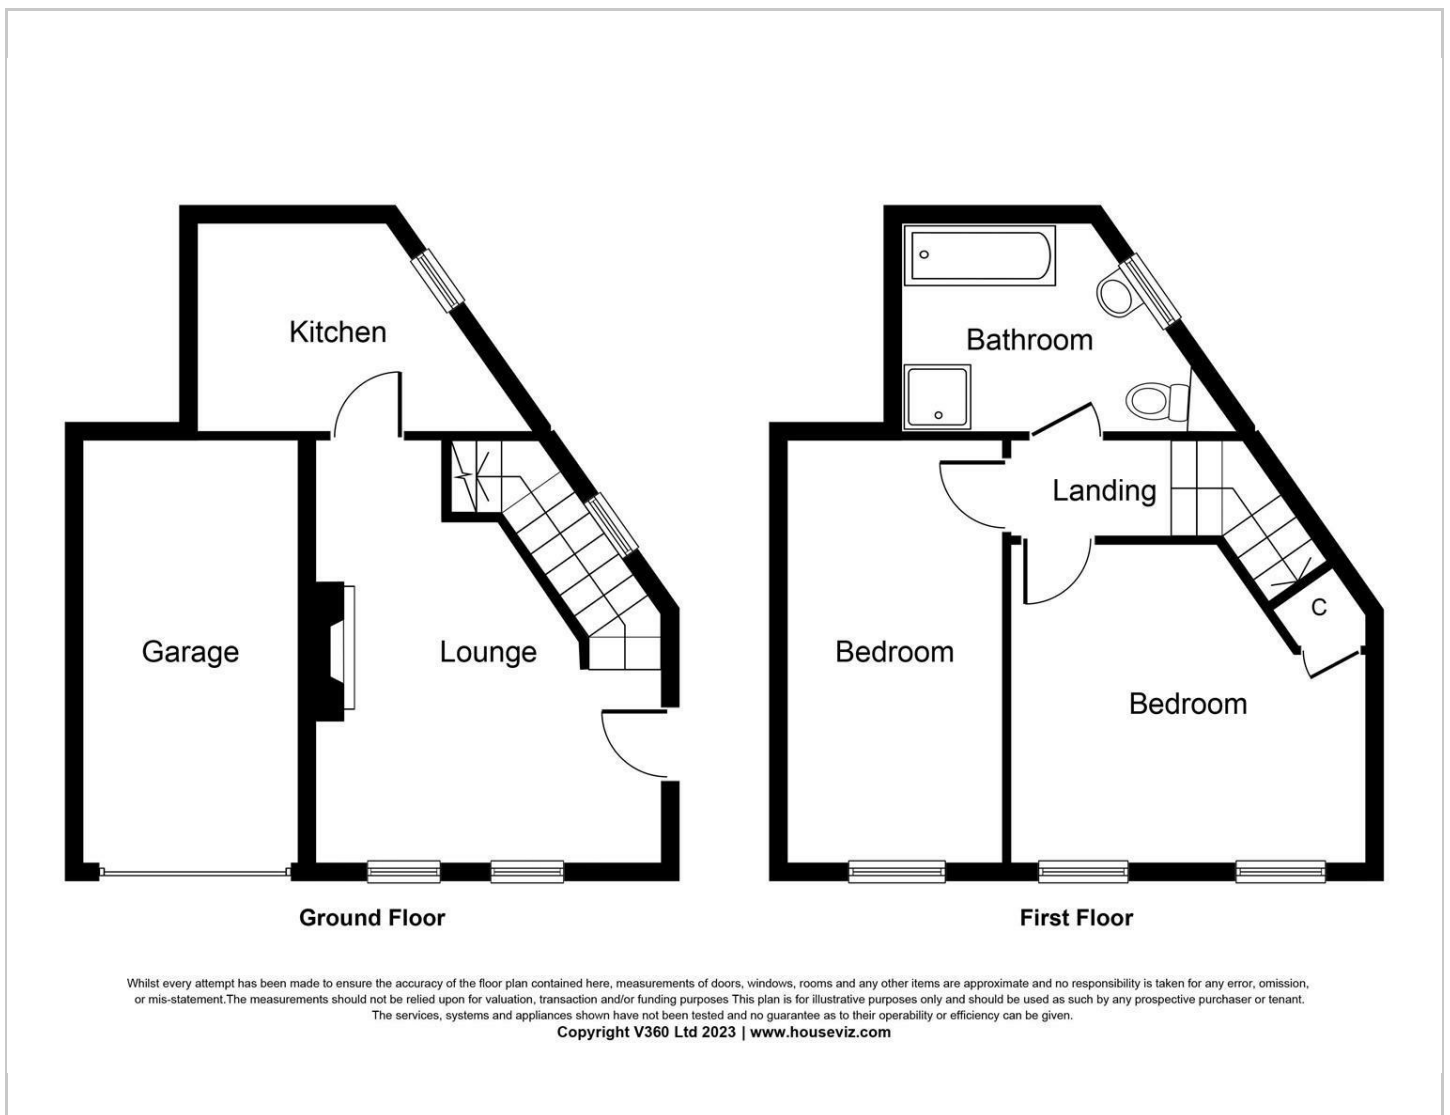 Kitchen
Garage
Lounge
Ground Floor
Bathroom
Landing
C
Bedroom
Bedroom
First Floor
Whilst every attempt has been made to ensure the accuracy of the floor plan contained here, measurements of doors, windows, rooms and any other items are approximate and no responsibility is taken for any error, omission,
or mis-statement.The measurements should not be relied upon for valuation, transaction and/or funding purposes This plan is for illustrative purposes only and should be used as such by any prospective purchaser or tenant.
The services, systems and appliances shown have not been tested and no guarantee as to their operability or efficiency can be given.
Copyright V360 Ltd 2023 | www.houseviz.com